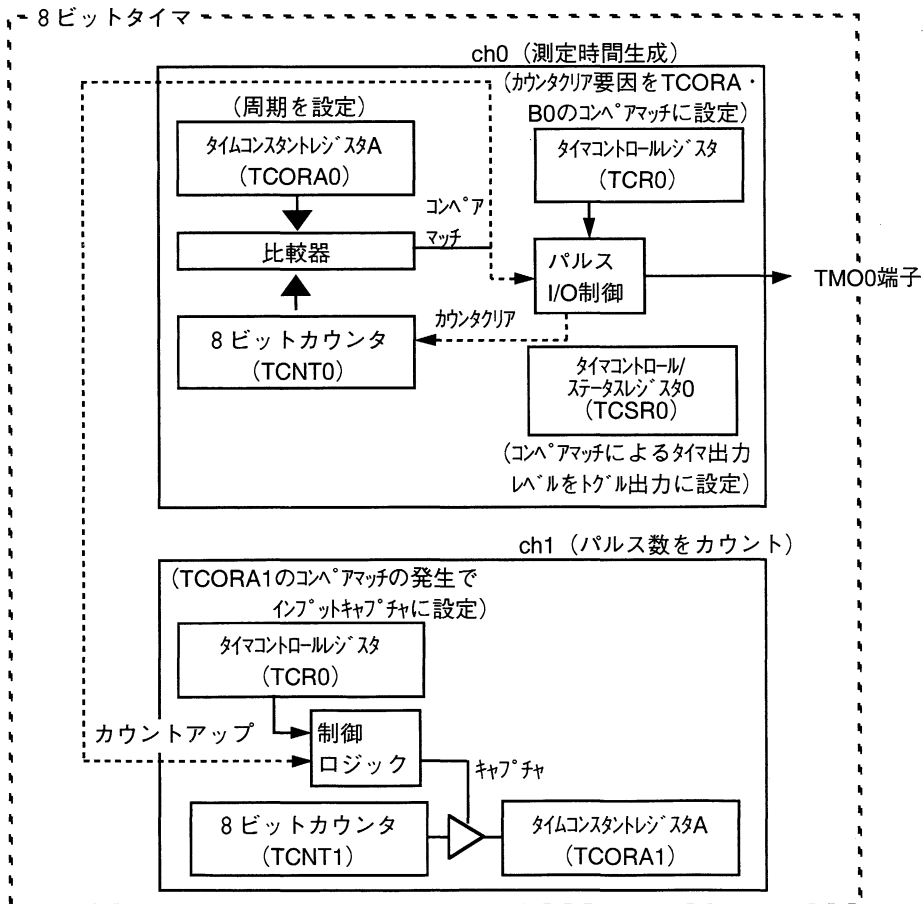 8ビットタイマ
ch0（測定時間生成）
（周期を設定）
タイムコンスタントレジスタA
（TCORA0）
（カウンタクリア要因をTCORA・
B0のコンペアマッチに設定）
タイマコントロールレジスタ
（TCR0）
コンペア
マッチ
比較器
パルス
I/O制御
TMO0端子
カウンタクリア
8ビットカウンタ
（TCNT0）
タイマコントロール/
ステータスレジスタ0
（TCSR0）
（コンペアマッチによるタイマ出力
レベルをトグル出力に設定）
ch1（パルス数をカウント）
（TCORA1のコンペアマッチの発生で
インプットキャプチャに設定）
タイマコントロールレジスタ
（TCR0）
カウントアップ
制御
ロジック
キャプチャ
8ビットカウンタ
（TCNT1）
タイムコンスタントレジスタA
（TCORA1）